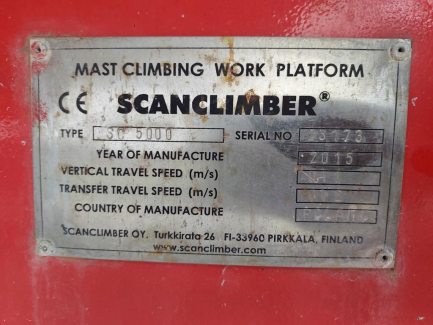 MAST CLIMBING WORK PLATFORM
CE SCANCLIMBER®
TYPE SC 5000 SERIAL NO
YEAR OF MANUFACTURE 2015
VERTICAL TRAVEL SPEED (m/s)
TRANSFER TRAVEL SPEED (m/s)
COUNTRY OF MANUFACTURE
SCANCLIMBER OY. Turkkirata 26 FI-33960 PIRKKALA, FINLAND
www.scanclimber.com